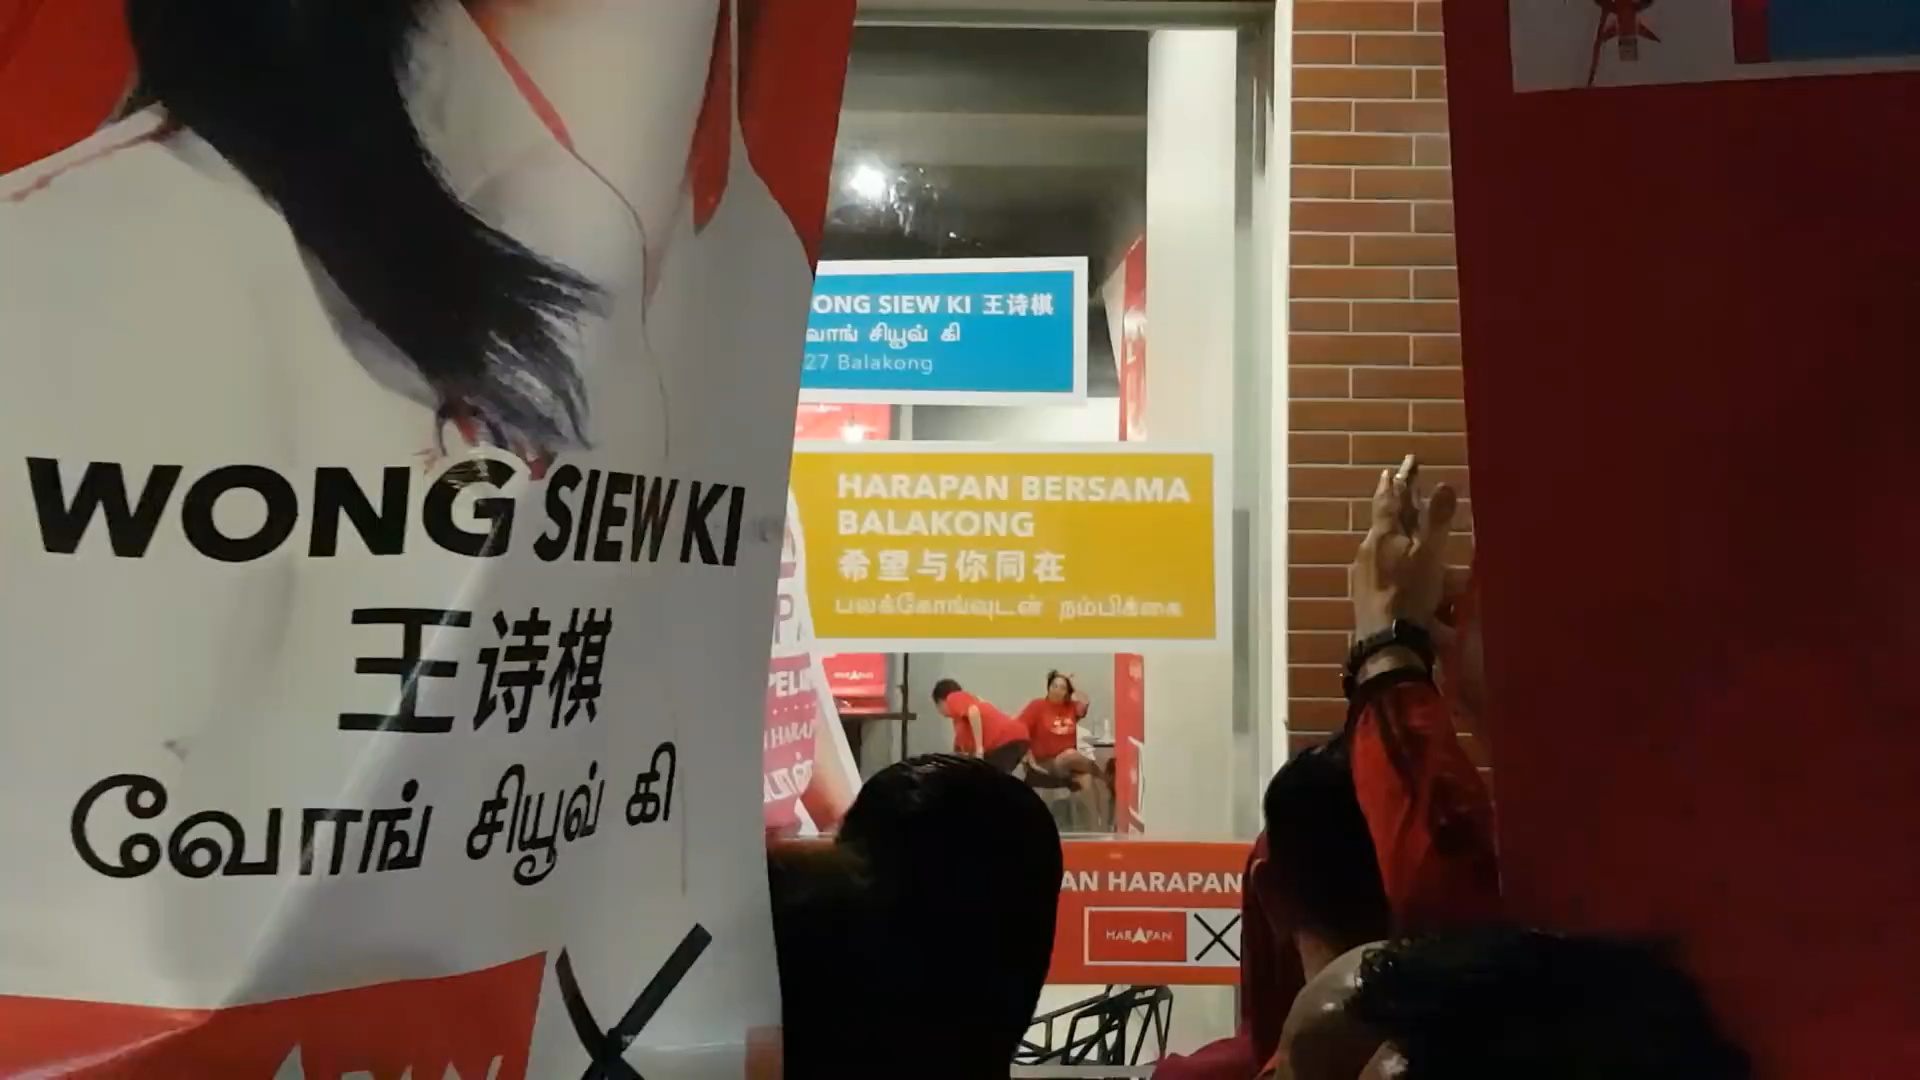 WONG SIEW KI
王诗棋
வோங் சியூவ் கி
ONG SIEW KI 王诗棋
வோங் சியூவ் கி
27 Balakong
HARAPAN BERSAMA
BALAKONG
希望与你同在
பலக்கோங்வுடன் நம்பிக்கை
AN HARAPAN
HARAPAN